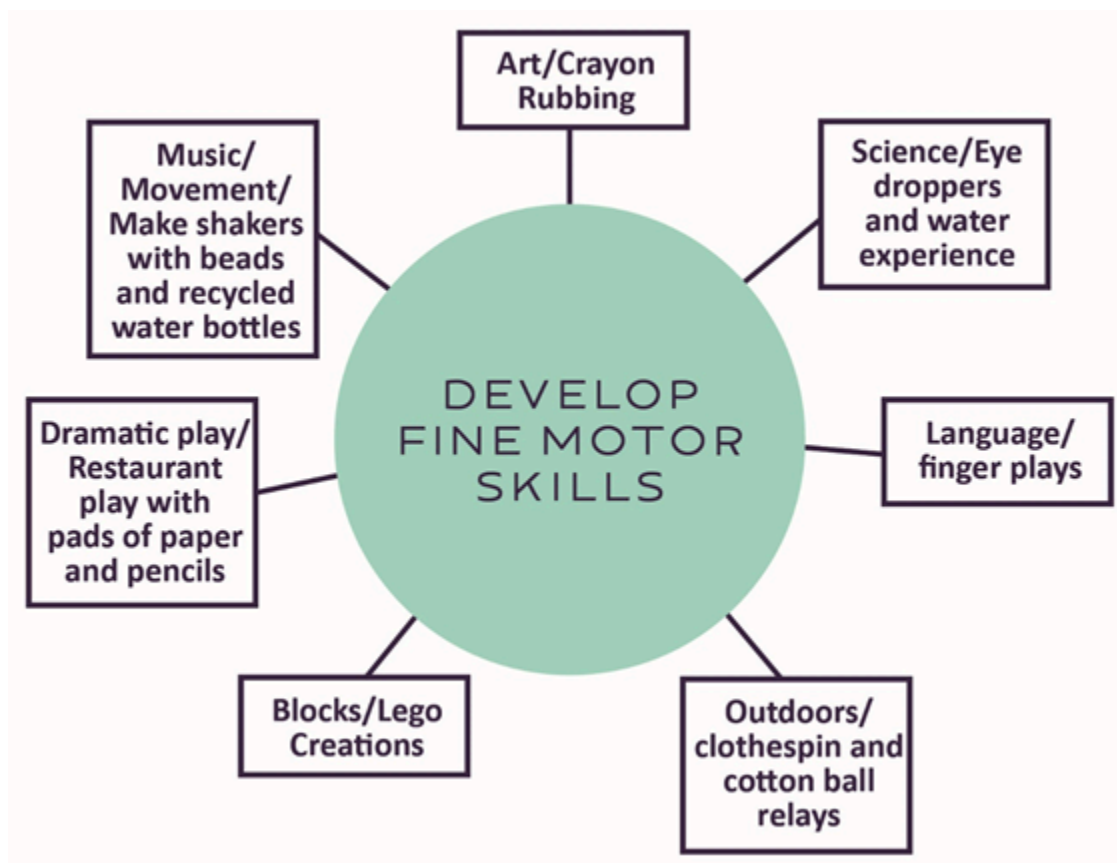 Art/Crayon
Rubbing
Science/Eye
droppers
and water
experience
Language/
finger plays
Outdoors/
clothespin and
cotton ball
relays
Blocks/Lego
Creations
Dramatic play/
Restaurant
play with
pads of paper
and pencils
Music/
Movement/
Make shakers
with beads
and recycled
water bottles
DEVELOP
FINE MOTOR
SKILLS